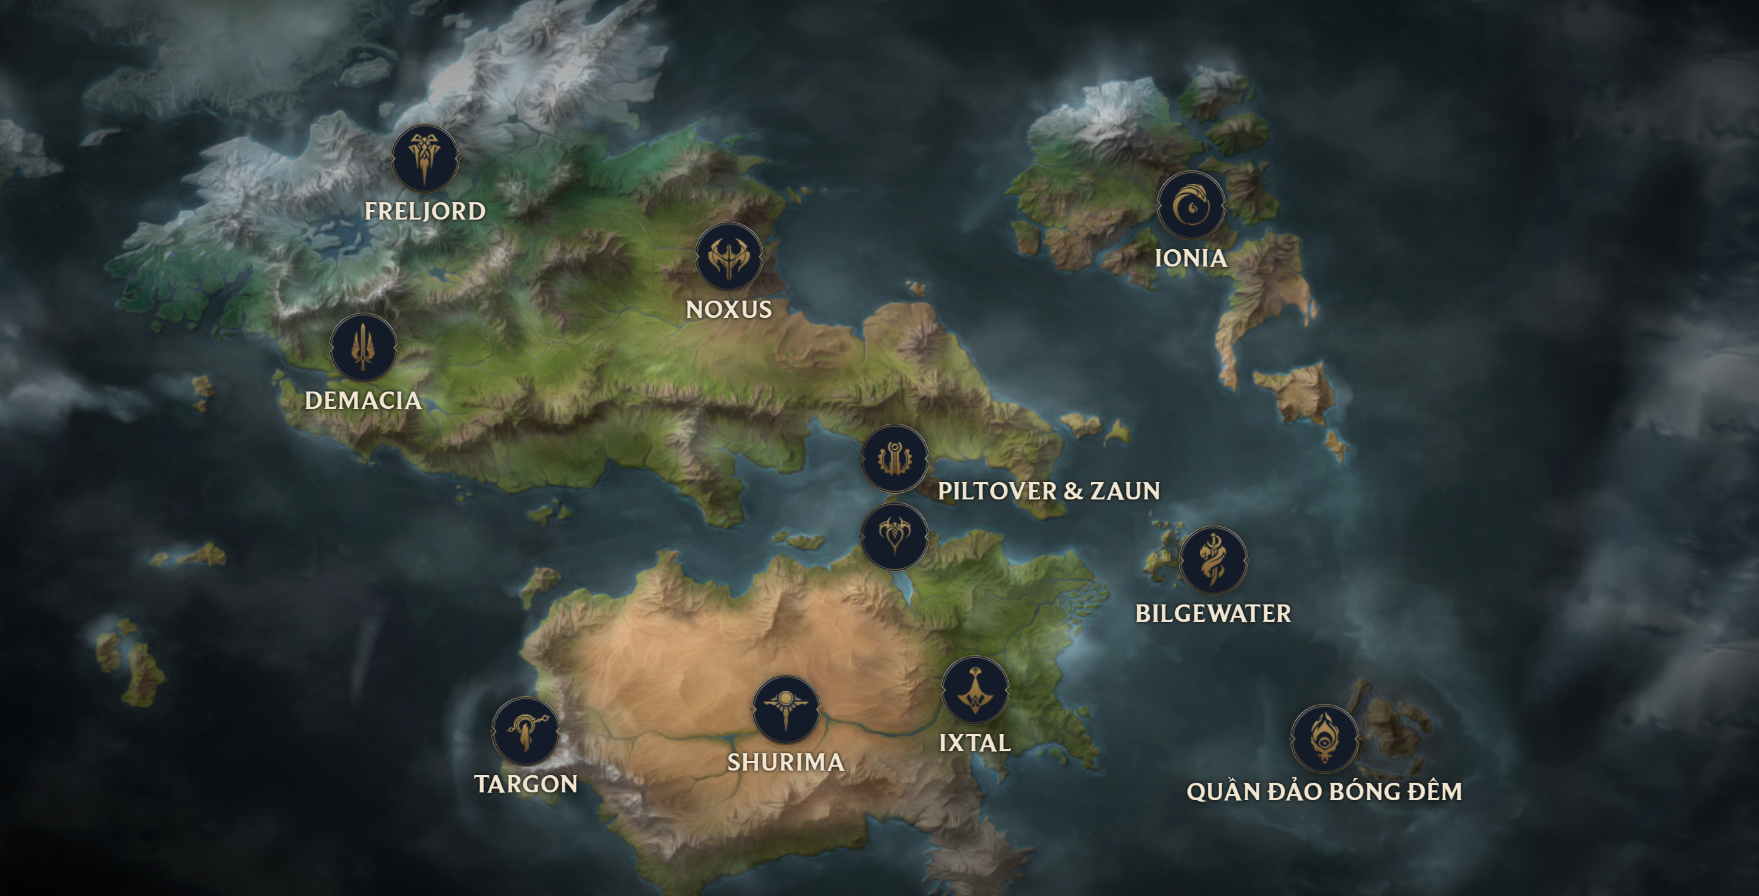 FRELJORD
IONIA
NOXUS
DEMACIA
PILTOVER & ZAUN
BILGEWATER
IXTAL
SHURIMA
TARGON
QUẦN ĐẢO BÓNG ĐÊM